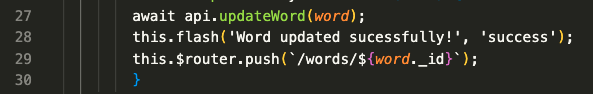 27 await api.updateWord(word);
28 this.flash('Word updated sucessfully!', 'success');
29 this.$router.push(`/words/${word._id}`);
30 }